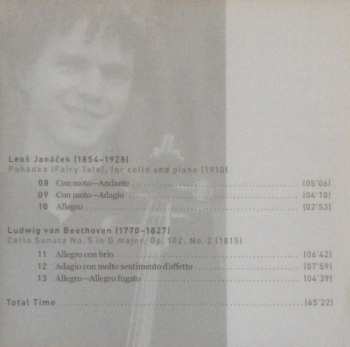 Leoš Janáček (1854–1928)
Pohádka (Fairy Tale), for cello and piano (1910)
08 Con moto—Andante (05'06)
09 Con moto—Adagio (04'10)
10 Allegro (02'53)
Ludwig van Beethoven (1770–1827)
Cello Sonata No. 5 in D major, Op. 102, No. 2 (1815)
11 Allegro con brio (06'42)
12 Adagio con molto sentimento d'affetto (07'59)
13 Allegro—Allegro fugato (04'39)
Total Time (65'22)